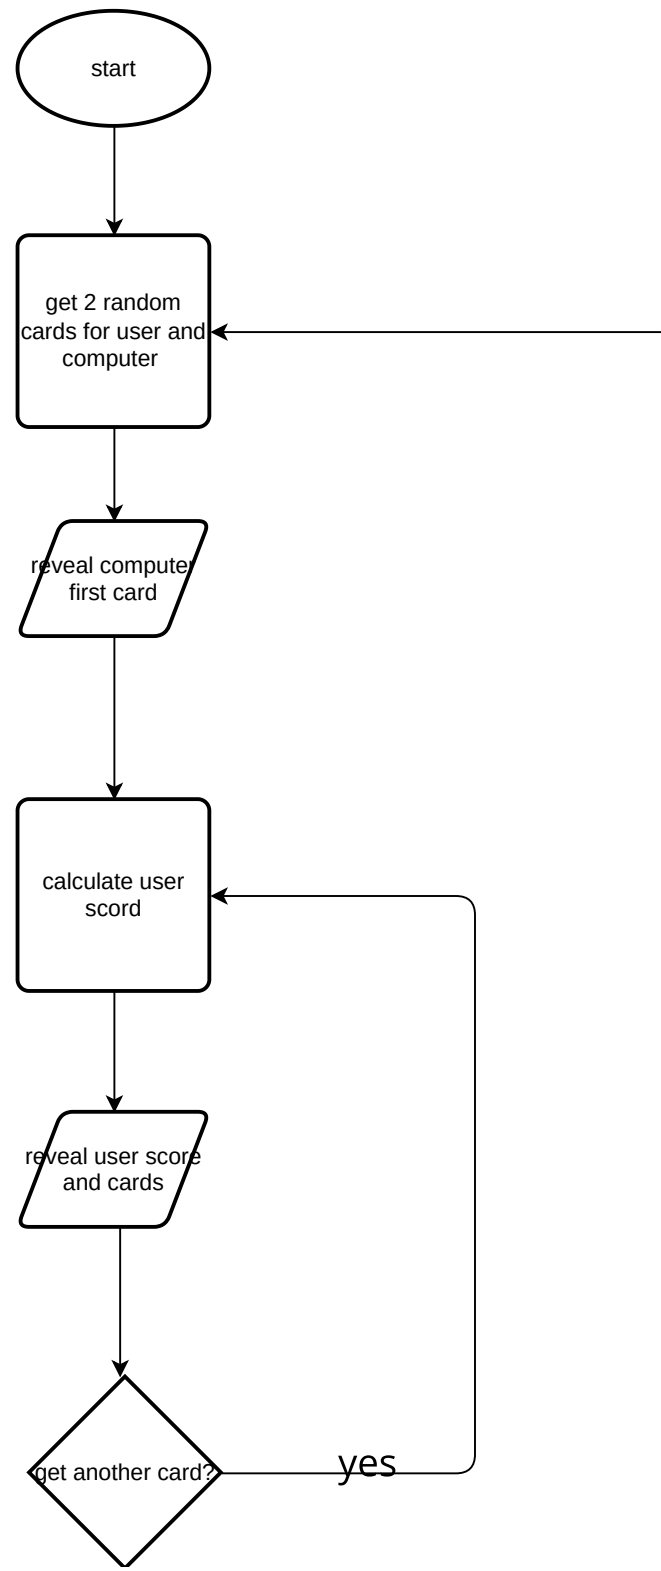 start
get 2 random
cards for user and
computer
reveal computer
first card
calculate user
scord
reveal user score
and cards
get another card?
yes